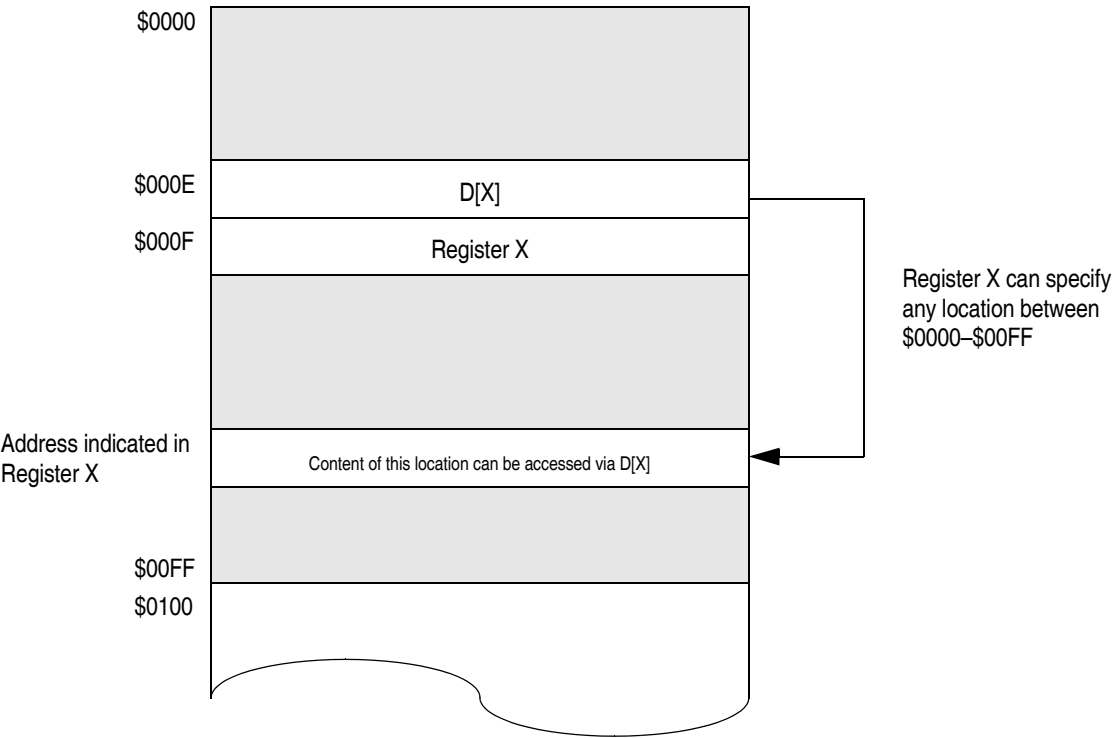 $0000
$000E
D[X]
$000F
Register X
Register X can specify
any location between
$0000–$00FF
Address indicated in
Register X
Content of this location can be accessed via D[X]
$00FF
$0100